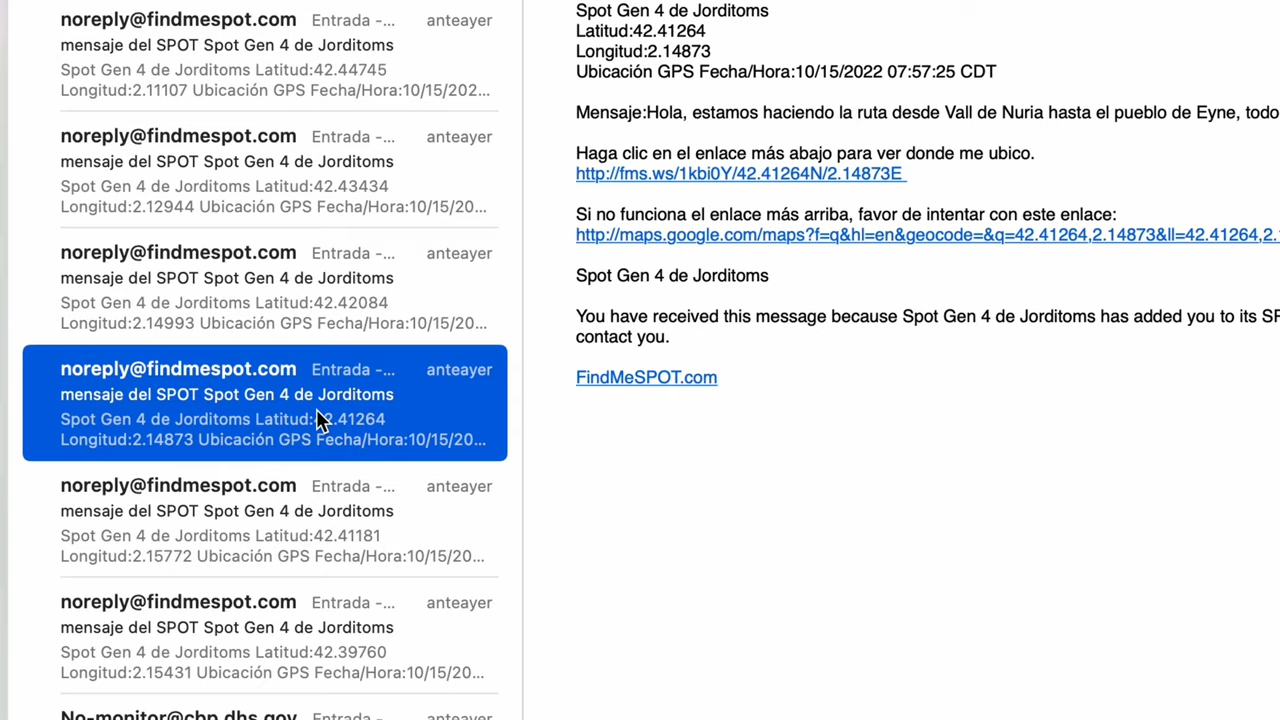 noreply@findmespot.com Entrada -... anteayer
mensaje del SPOT Spot Gen 4 de Jorditoms
Spot Gen 4 de Jorditoms Latitud:42.44745
Longitud:2.11107 Ubicación GPS Fecha/Hora:10/15/202...
noreply@findmespot.com Entrada -... anteayer
mensaje del SPOT Spot Gen 4 de Jorditoms
Spot Gen 4 de Jorditoms Latitud:42.43434
Longitud:2.12944 Ubicación GPS Fecha/Hora:10/15/20...
noreply@findmespot.com Entrada -... anteayer
mensaje del SPOT Spot Gen 4 de Jorditoms
Spot Gen 4 de Jorditoms Latitud:42.42084
Longitud:2.14993 Ubicación GPS Fecha/Hora:10/15/20...
noreply@findmespot.com Entrada -... anteayer
mensaje del SPOT Spot Gen 4 de Jorditoms
Spot Gen 4 de Jorditoms Latitud:42.41264
Longitud:2.14873 Ubicación GPS Fecha/Hora:10/15/20...
noreply@findmespot.com Entrada -... anteayer
mensaje del SPOT Spot Gen 4 de Jorditoms
Spot Gen 4 de Jorditoms Latitud:42.41181
Longitud:2.15772 Ubicación GPS Fecha/Hora:10/15/20...
noreply@findmespot.com Entrada -... anteayer
mensaje del SPOT Spot Gen 4 de Jorditoms
Spot Gen 4 de Jorditoms Latitud:42.39760
Longitud:2.15431 Ubicación GPS Fecha/Hora:10/15/20...
No-monitor@cbp.dhs.gov Entrada -... anteayer
Spot Gen 4 de Jorditoms
Latitud:42.41264
Longitud:2.14873
Ubicación GPS Fecha/Hora:10/15/2022 07:57:25 CDT
Mensaje:Hola, estamos haciendo la ruta desde Vall de Nuria hasta el pueblo de Eyne, todo
Haga clic en el enlace más abajo para ver donde me ubico.
http://fms.ws/1kbi0Y/42.41264N/2.14873E
Si no funciona el enlace más arriba, favor de intentar con este enlace:
http://maps.google.com/maps?f=q&hl=en&geocode=&q=42.41264,2.14873&ll=42.41264,2.
Spot Gen 4 de Jorditoms
You have received this message because Spot Gen 4 de Jorditoms has added you to its SP
contact you.
FindMeSPOT.com